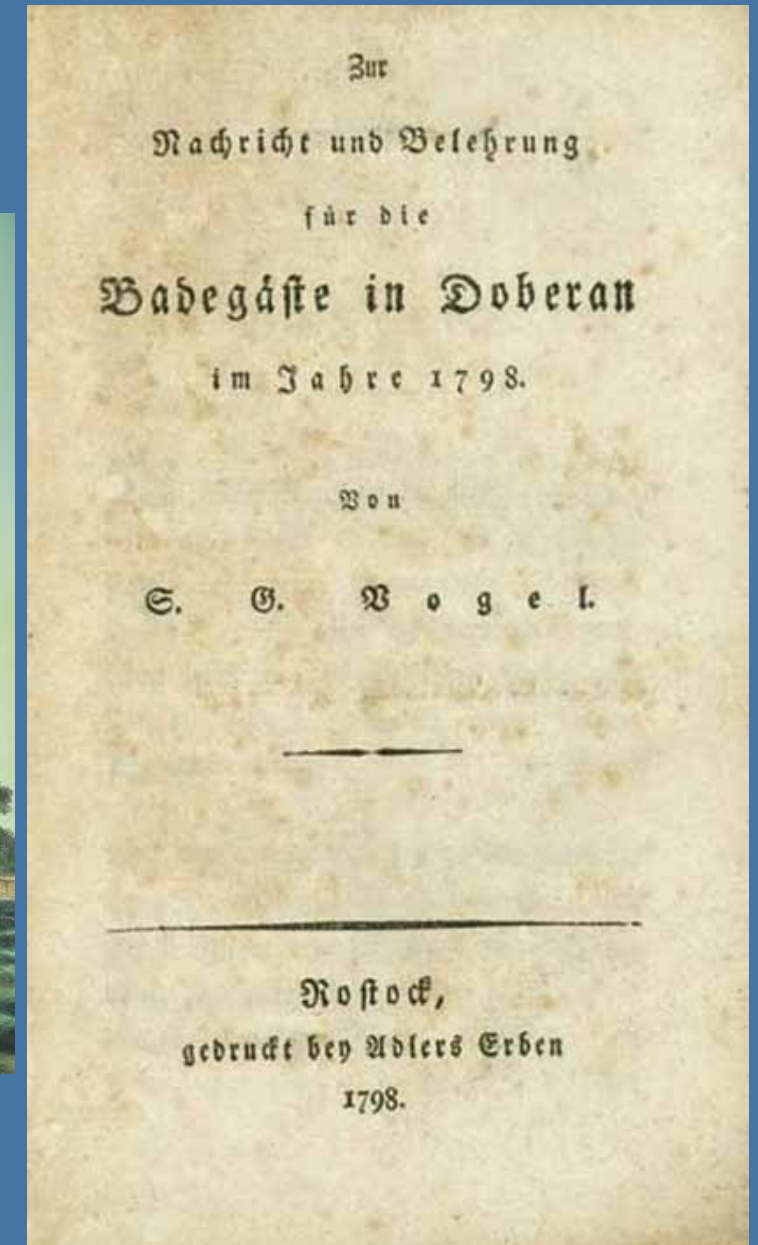 Zur
Nachricht und Belehrung
für die
Badegäste in Doberan
im Jahre 1798.
Von
S. G. Vogel.
Rostock,
gedruckt bey Adlers Erben
1798.